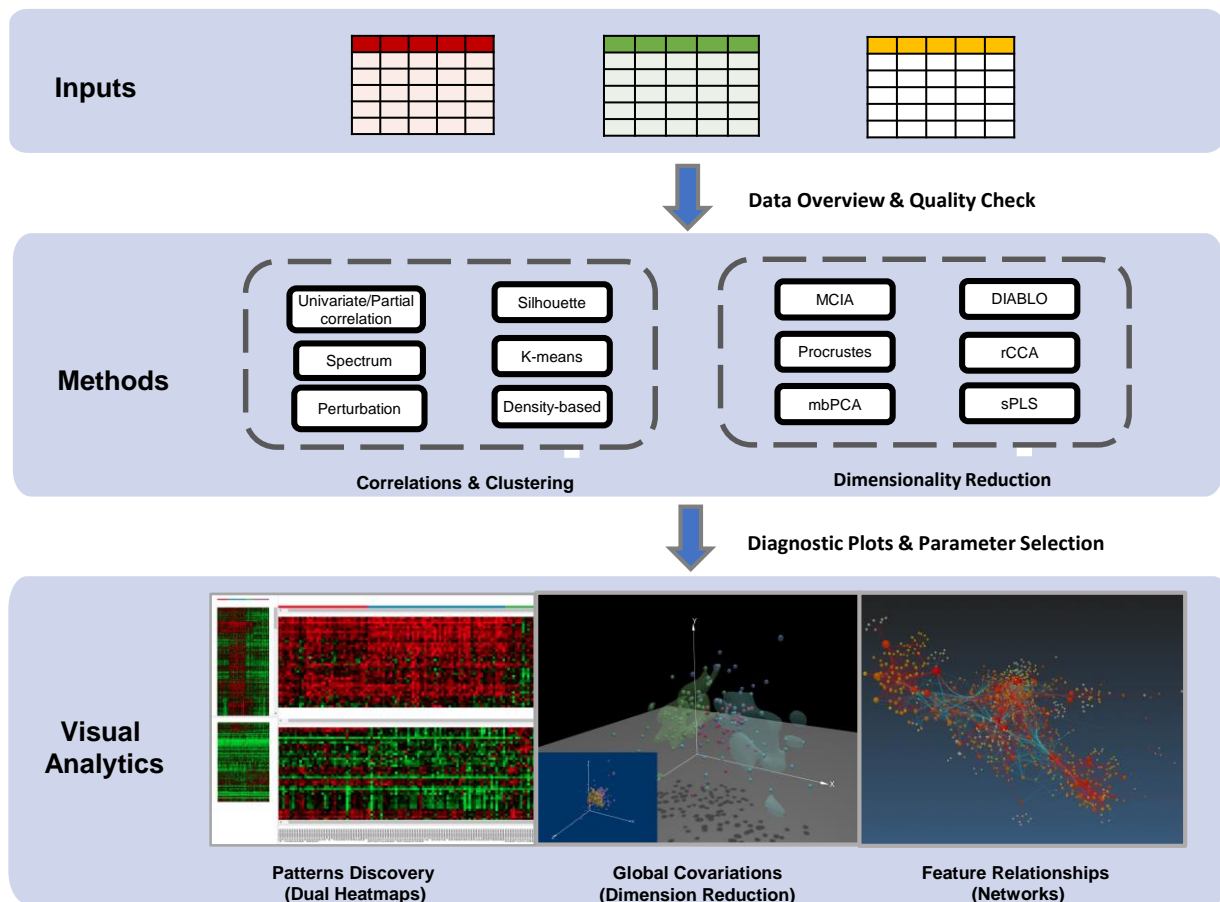 Inputs
Data Overview & Quality Check
Methods
Univariate/Partial
correlation
Spectrum
Perturbation
Silhouette
K-means
Density-based
Correlations & Clustering
MCIA
Procrustes
mbPCA
DIABLO
rCCA
sPLS
Dimensionality Reduction
Diagnostic Plots & Parameter Selection
Visual
Analytics
Y
X
Patterns Discovery
(Dual Heatmaps)
Global Covariations
(Dimension Reduction)
Feature Relationships
(Networks)